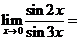 lim x→0 sin 2x / sin 3x =